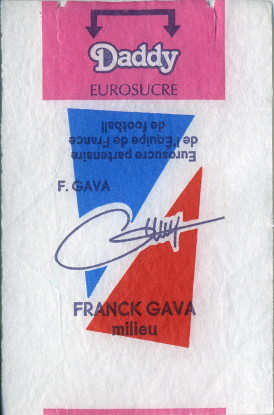 Daddy
EUROSUCRE
Eurosucre partenaire
de l'Equipe de France
de football
F. GAVA
FRANCK GAVA
milieu